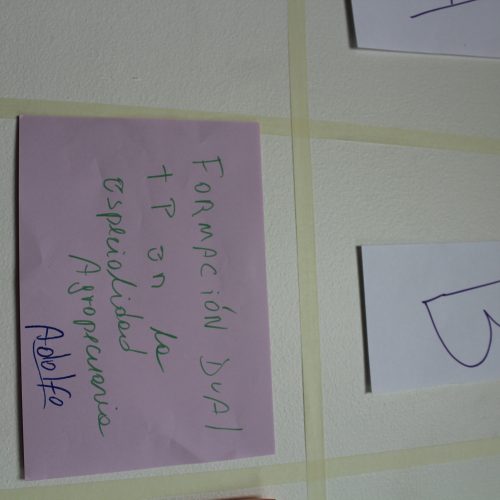 FORMACIÓN DUAL
TP en la
especialidad
Agropecuaria
Adolfo
B